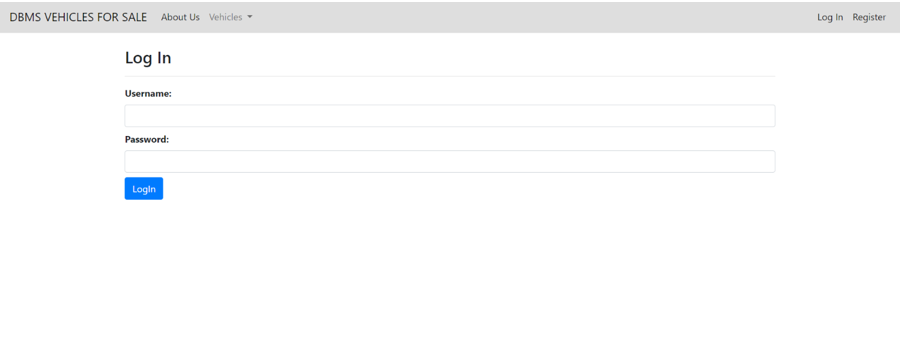 DBMS VEHICLES FOR SALE About Us Vehicles Log In Register
Log In
Username:
Password:
LogIn